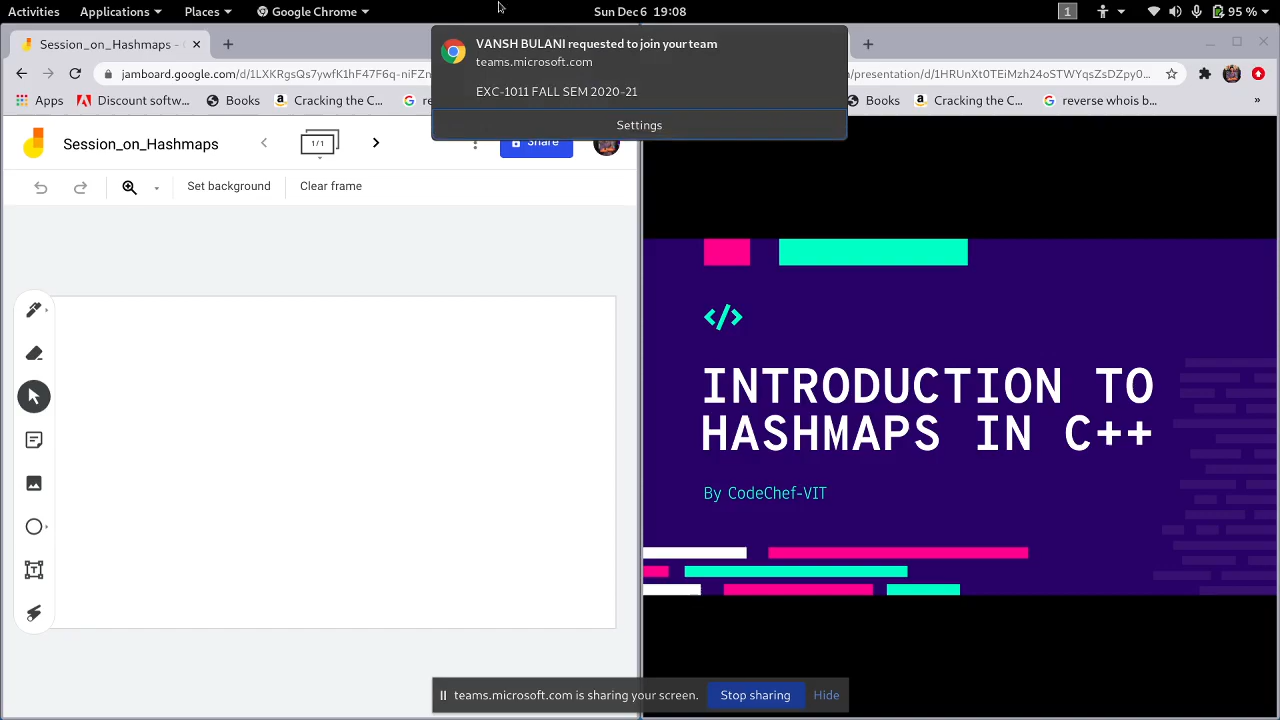 Activities Applications Places Google Chrome Sun Dec 6 19:08 1 95 %
Session_on_Hashmaps -
VANSH BULANI requested to join your team
teams.microsoft.com
EXC-1011 FALL SEM 2020-21
Settings
jamboard.google.com/d/1LXKRgsQs7ywfK1hF47F6q-niFZn
/presentation/d/1HRUnXt0TEiMzh24oSTWYqsZsDZpy0...
Apps Discountsoftwar... Books Cracking the C... re
Books Cracking the C... reverse whois b... »
Session_on_Hashmaps 1/1 Share
Set background Clear frame
INTRODUCTION TO
HASHMAPS IN C++
By CodeChef-VIT
teams.microsoft.com is sharing your screen. Stop sharing Hide